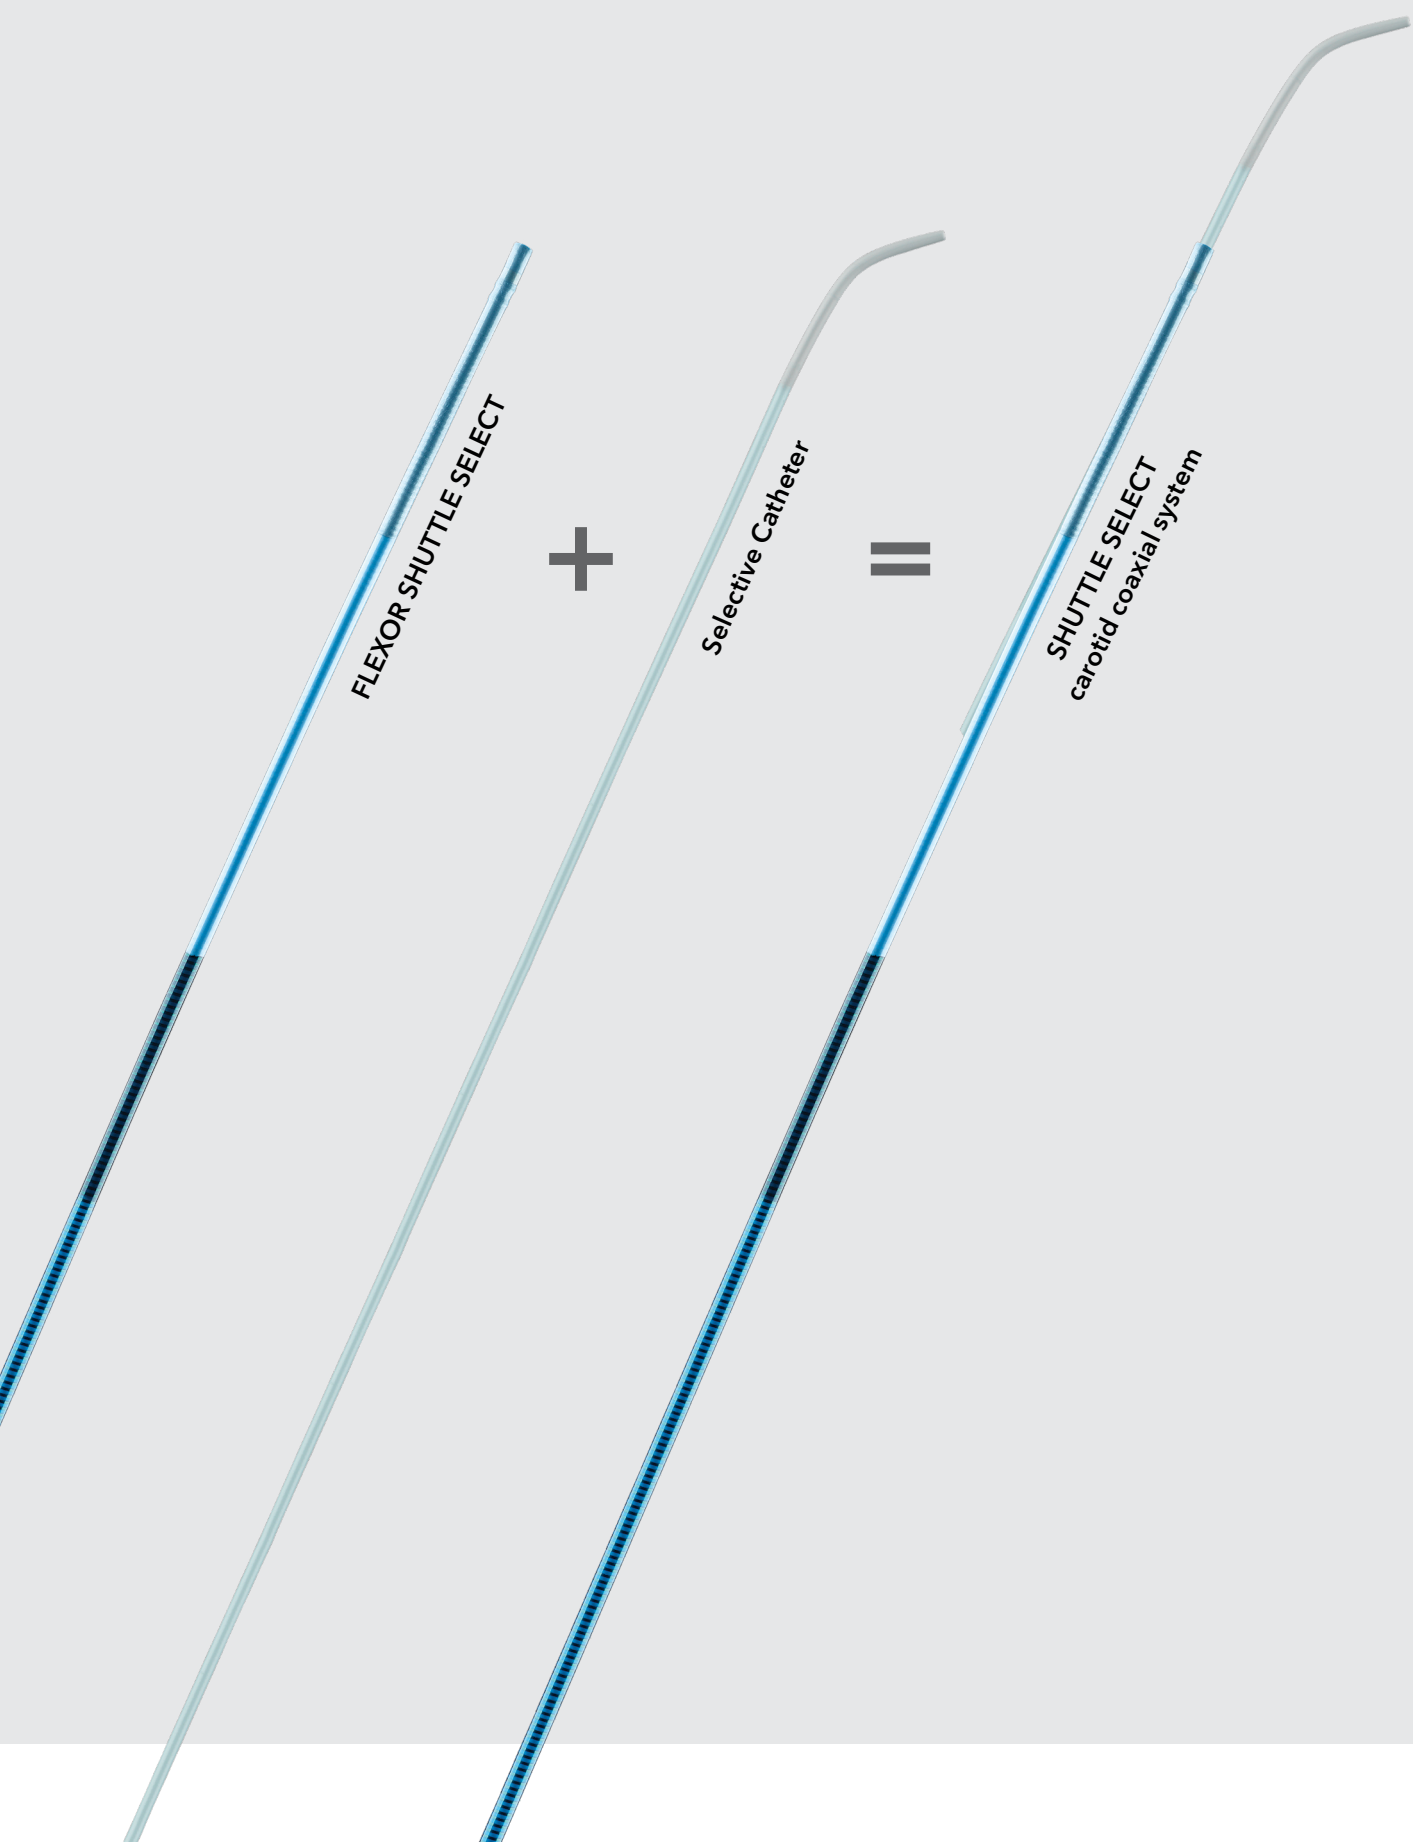 FLEXOR SHUTTLE SELECT
+
Selective Catheter
=
SHUTTLE SELECT
carotid coaxial system